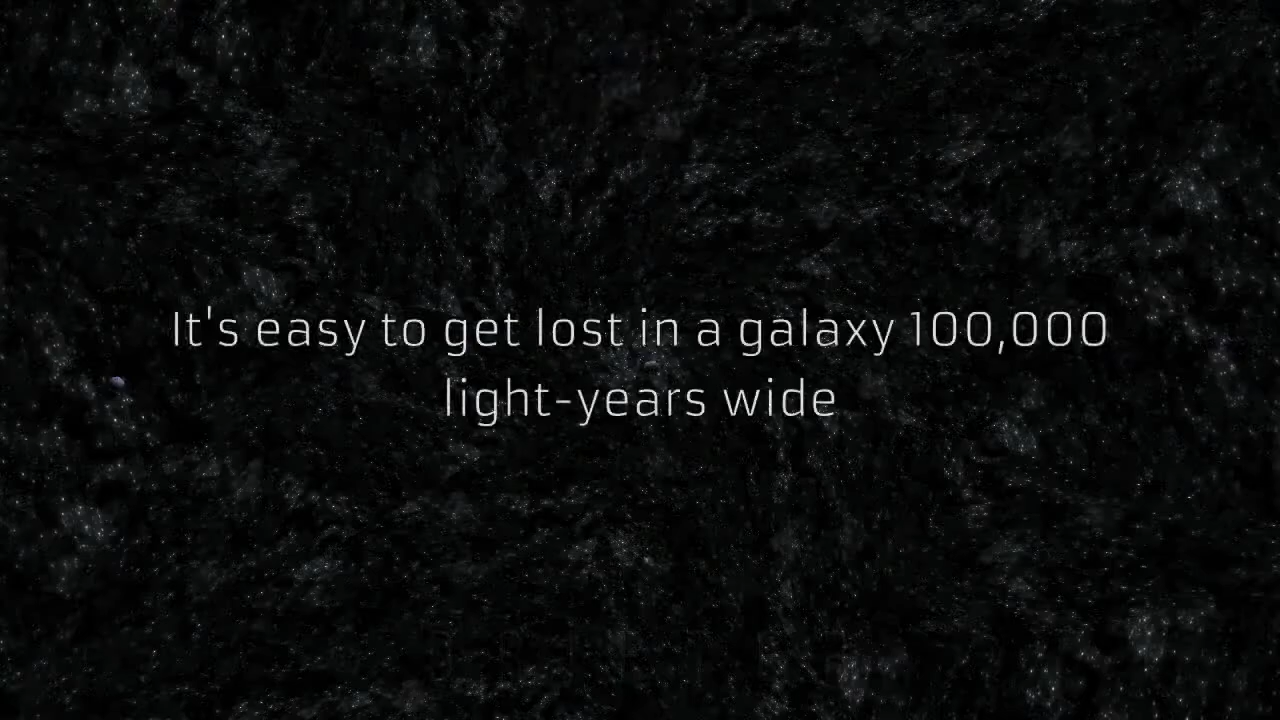 It's easy to get lost in a galaxy 100,000
light-years wide